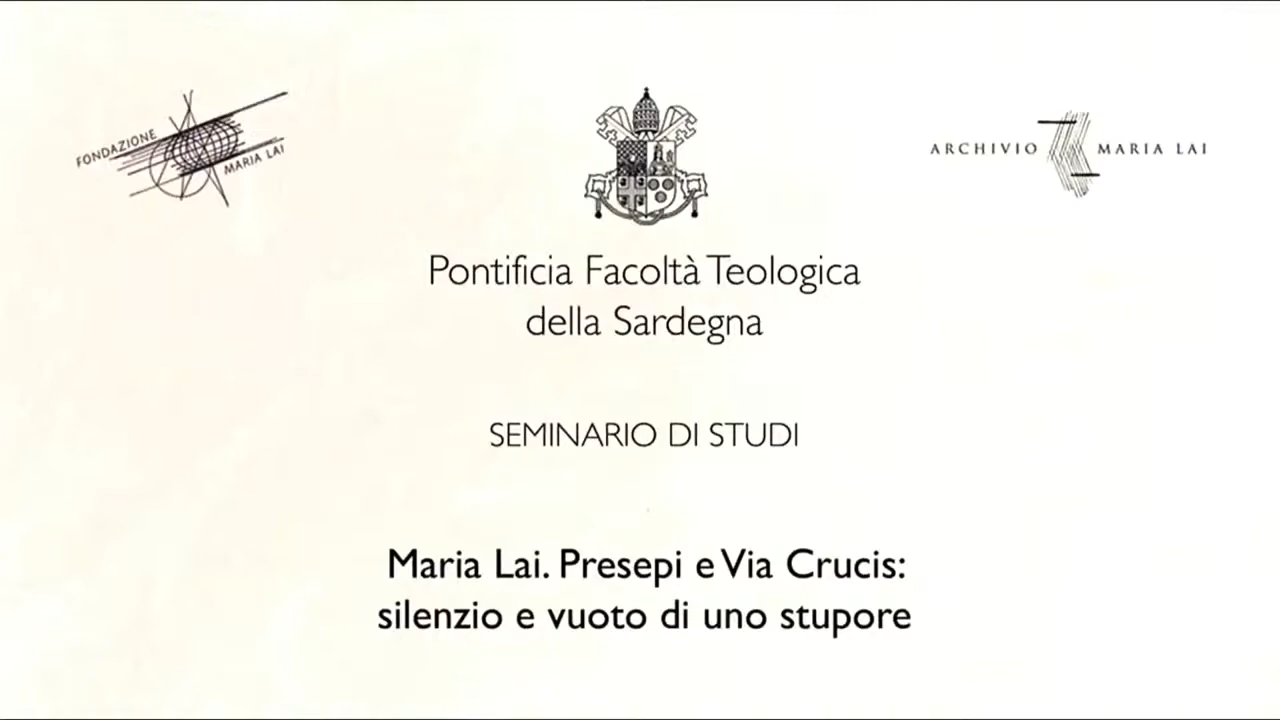 FONDAZIONE
MARIA LAI
ARCHIVIO MARIA LAI
Pontificia Facoltà Teologica
della Sardegna
SEMINARIO DI STUDI
Maria Lai. Presepi e Via Crucis:
silenzio e vuoto di uno stupore